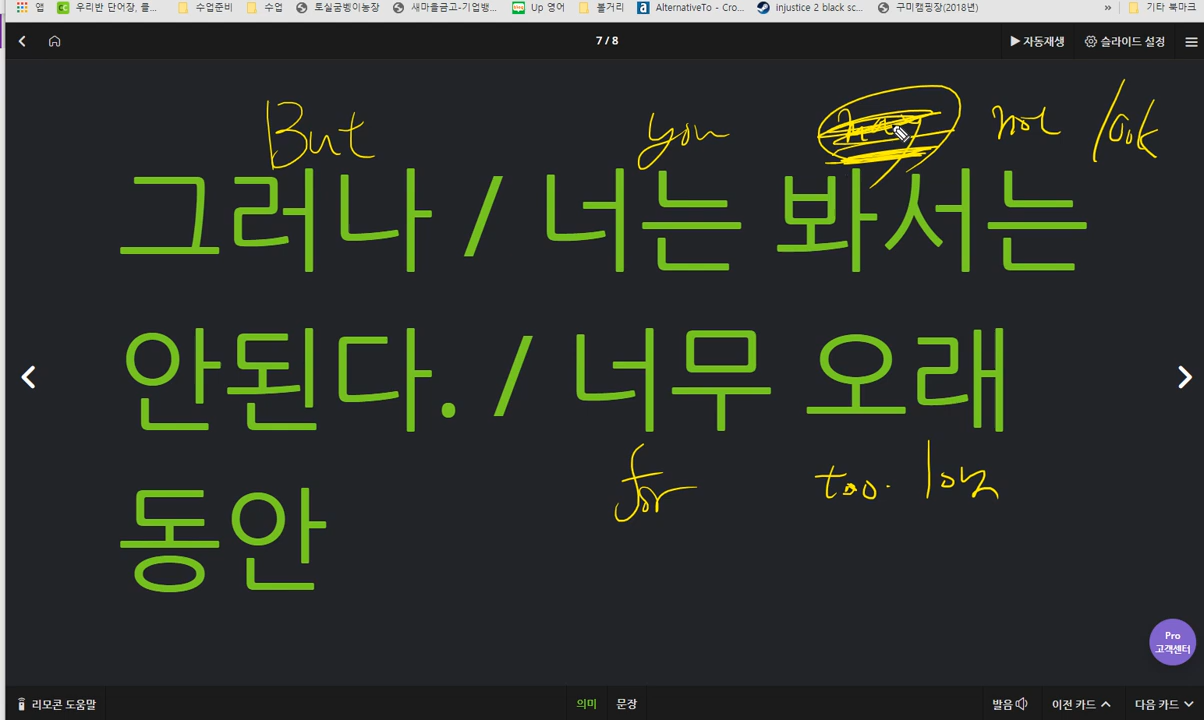 앱 우리반 단어장, 클... 수업준비 수업 토실굼벵이농장 새마을금고-기업뱅... Up 영어 볼거리 AlternativeTo - Cro... injustice 2 black sc... 구미캠핑장(2018년) » 기타 북마크
7 / 8 자동재생 슬라이드 설정
But you not look
그러나 / 너는 봐서는
안된다. / 너무 오래
for too long
동안
Pro
고객센터
리모콘 도움말 의미 문장 발음 이전 카드 다음 카드